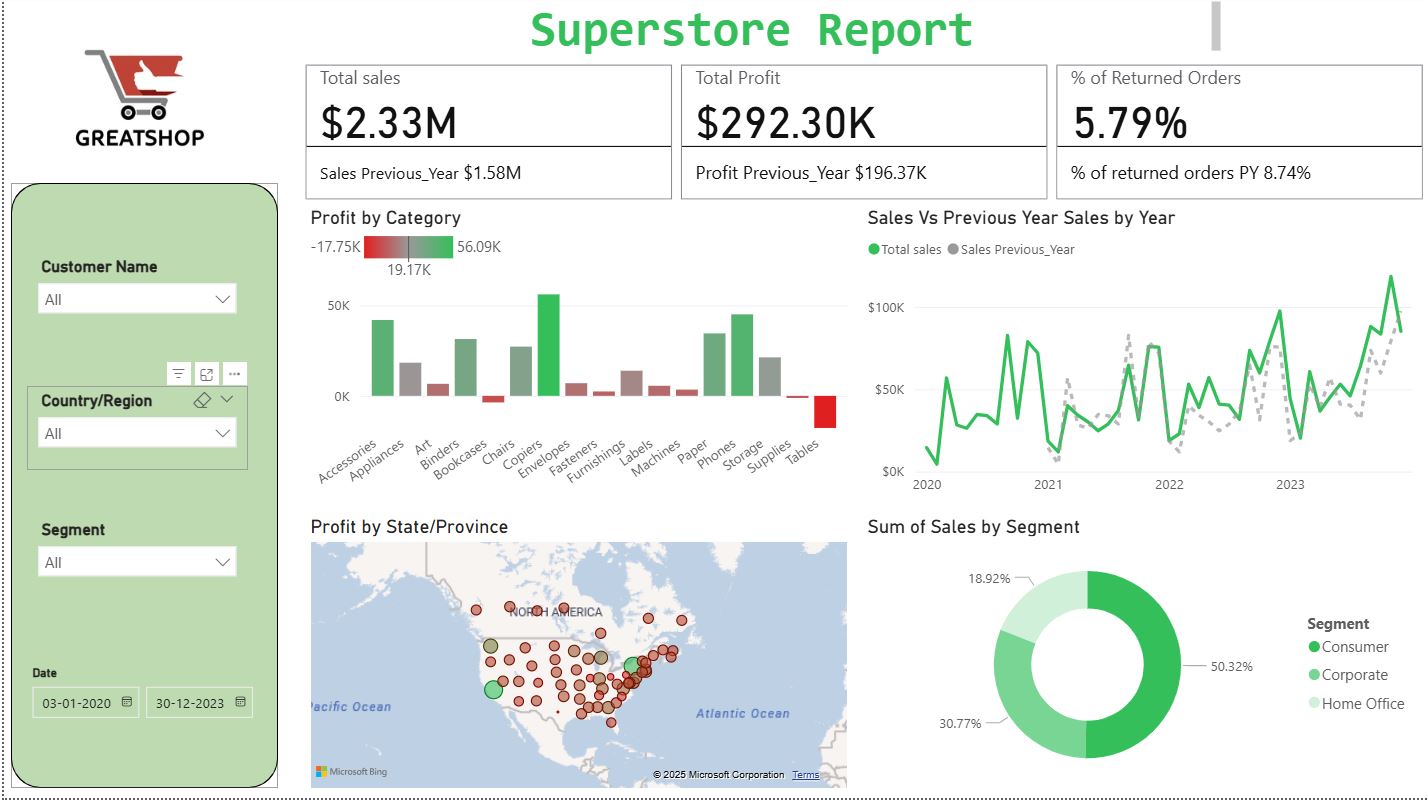 Superstore Report
GREATSHOP
Total sales
$2.33M
Sales Previous_Year $1.58M
Total Profit
$292.30K
Profit Previous_Year $196.37K
% of Returned Orders
5.79%
% of returned orders PY 8.74%
Customer Name
All
Country/Region
All
Segment
All
Date
03-01-2020
30-12-2023
Profit by Category
-17.75K
56.09K
19.17K
50K
0K
Accessories
Appliances
Art
Binders
Bookcases
Chairs
Copiers
Envelopes
Fasteners
Furnishings
Labels
Machines
Paper
Phones
Storage
Supplies
Tables
Sales Vs Previous Year Sales by Year
Total sales
Sales Previous_Year
$100K
$50K
$0K
2020
2021
2022
2023
Profit by State/Province
NORTH AMERICA
Pacific Ocean
Atlantic Ocean
Microsoft Bing
© 2025 Microsoft Corporation Terms
Sum of Sales by Segment
18.92%
50.32%
30.77%
Segment
Consumer
Corporate
Home Office